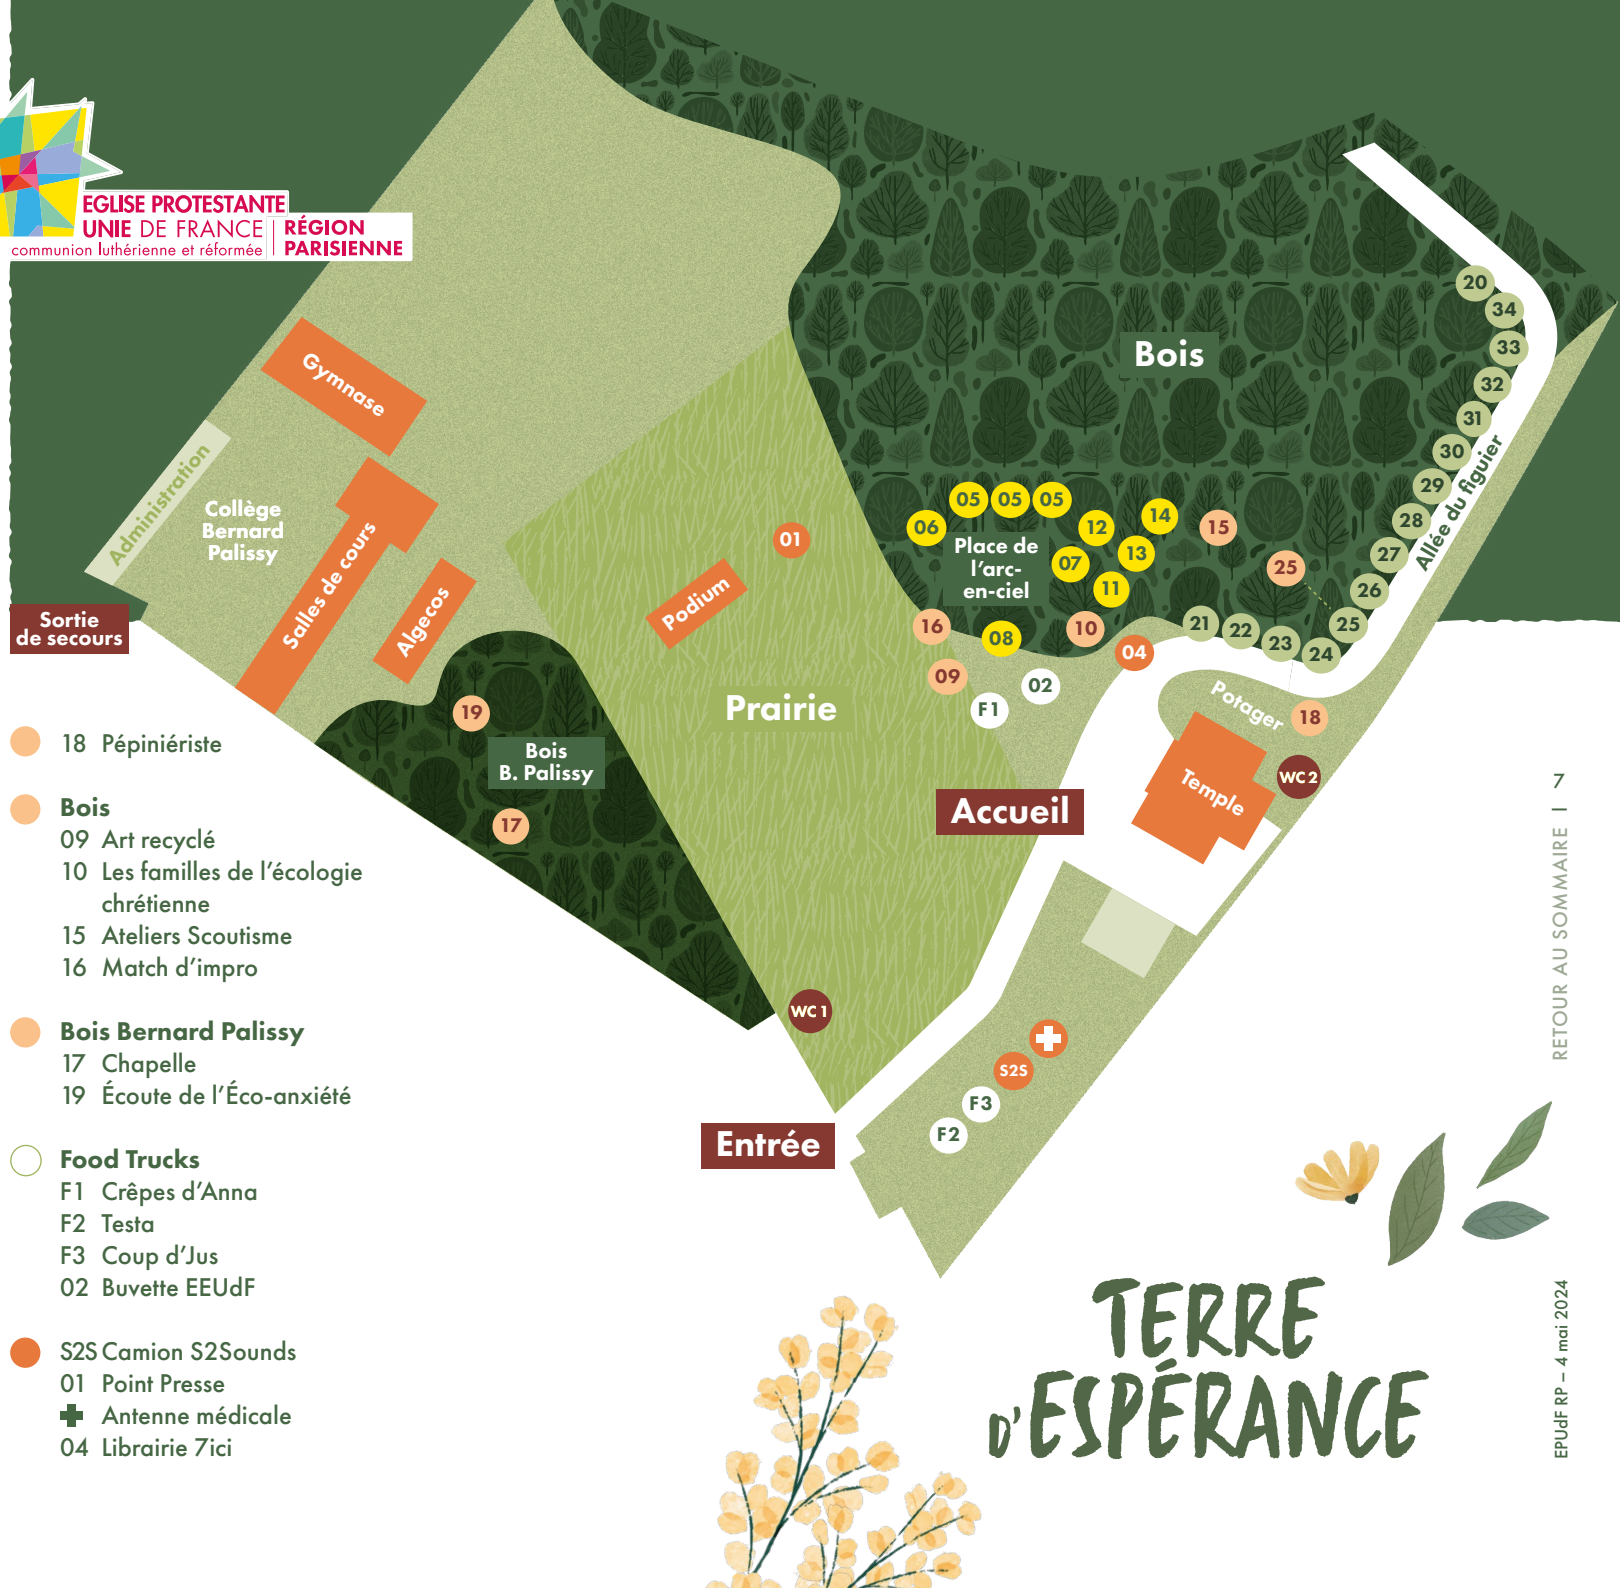 EGLISE PROTESTANTE
UNIE DE FRANCE
communion luthérienne et réformée
RÉGION
PARISIENNE
Gymnase
Administration
Collège
Bernard
Palissy
Salles de cours
Algecos
Sortie
de secours
Podium
01
Prairie
19
Bois
B. Palissy
17
WC 1
Bois
06
05
05
05
12
14
15
Place de
l’arc-
en-ciel
07
13
11
25
16
08
10
04
09
02
F1
20
34
33
32
31
30
29
28
27
26
25
24
23
22
21
Allée du figuier
Potager
18
WC 2
Temple
Accueil
Entrée
S2S
F3
F2
18 Pépiniériste
Bois
09 Art recyclé
10 Les familles de l’écologie
chrétienne
15 Ateliers Scoutisme
16 Match d’impro
Bois Bernard Palissy
17 Chapelle
19 Écoute de l’Éco-anxiété
Food Trucks
F1 Crêpes d’Anna
F2 Testa
F3 Coup d’Jus
02 Buvette EEUdF
S2S Camion S2Sounds
01 Point Presse
Antenne médicale
04 Librairie 7ici
RETOUR AU SOMMAIRE | 7
EPUdF RP – 4 mai 2024
TERRE
D’ESPÉRANCE